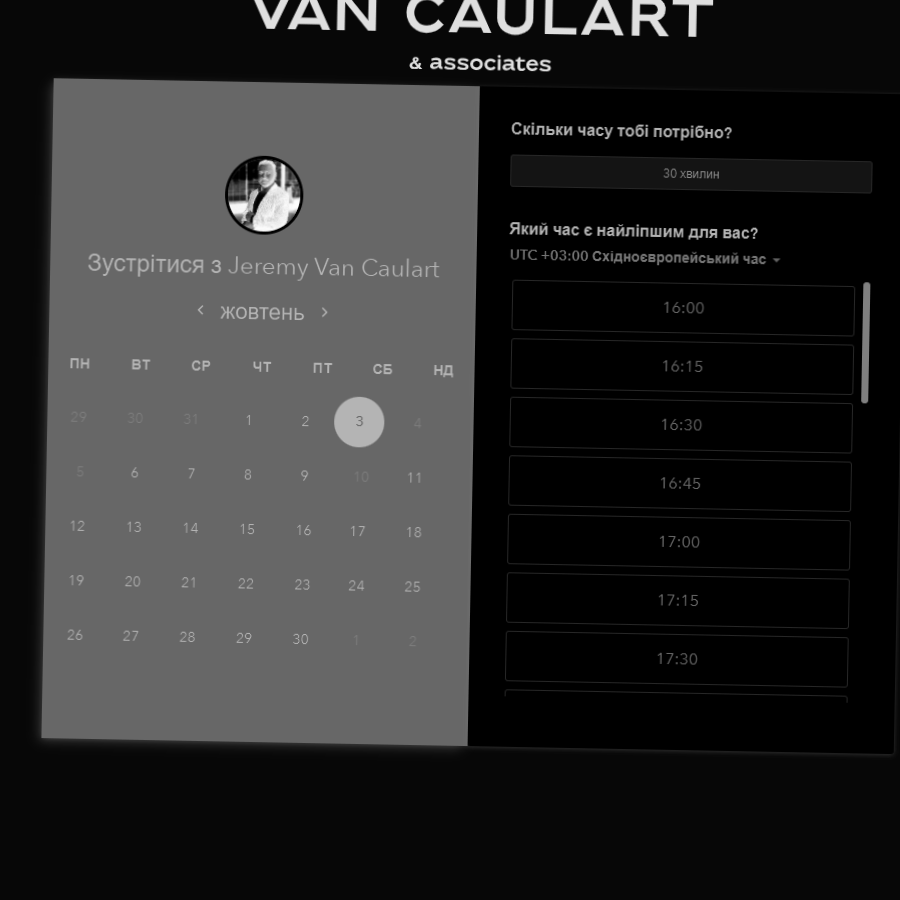 VAN CAULART
& associates
Зустрітися з Jeremy Van Caulart
жовтень
ПН ВТ СР ЧТ ПТ СБ НД
29 30 31 1 2 3 4
5 6 7 8 9 10 11
12 13 14 15 16 17 18
19 20 21 22 23 24 25
26 27 28 29 30 1 2
Скільки часу тобі потрібно?
30 хвилин
Який час є найліпшим для вас?
UTC +03:00 Східноєвропейський час
16:00
16:15
16:30
16:45
17:00
17:15
17:30